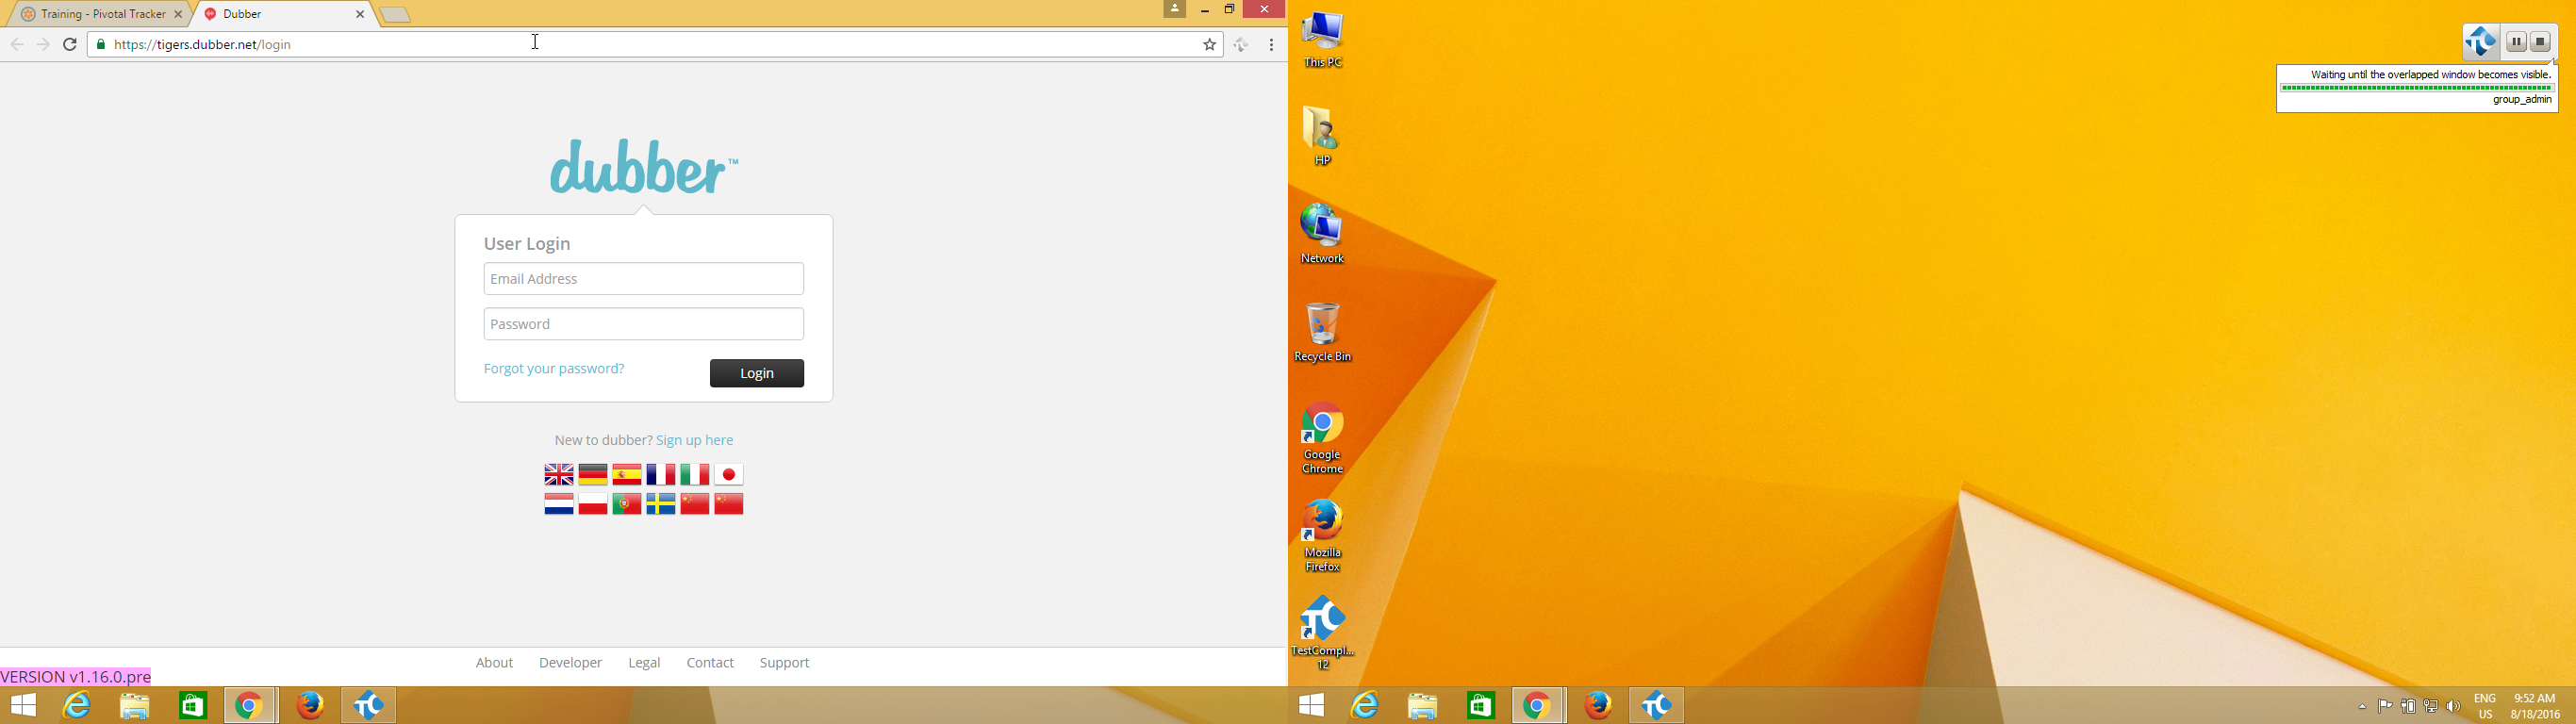 Training - Pivotal Tracker
Dubber
https://tigers.dubber.net/login
dubber™
User Login
Email Address
Password
Forgot your password?
Login
New to dubber? Sign up here
About Developer Legal Contact Support
VERSION v1.16.0.pre
This PC
HP
Network
Recycle Bin
Google
Chrome
Mozilla
Firefox
TestCompl...
12
TC
Waiting until the overlapped window becomes visible.
group_admin
ENG
US
9:52 AM
8/18/2016